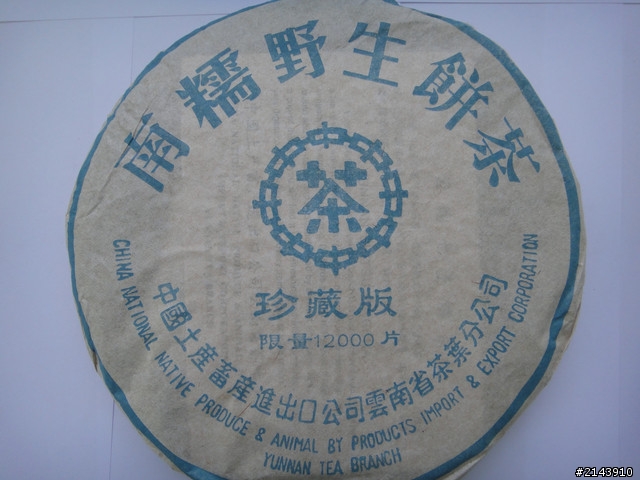 南糯野生餅茶
茶
珍藏版
限量12000片
中國土產畜產進出口公司雲南省茶葉分公司
CHINA NATIONAL NATIVE PRODUCE & ANIMAL BY PRODUCTS IMPORT & EXPORT CORPORATION
YUNNAN TEA BRANCH
#2143910